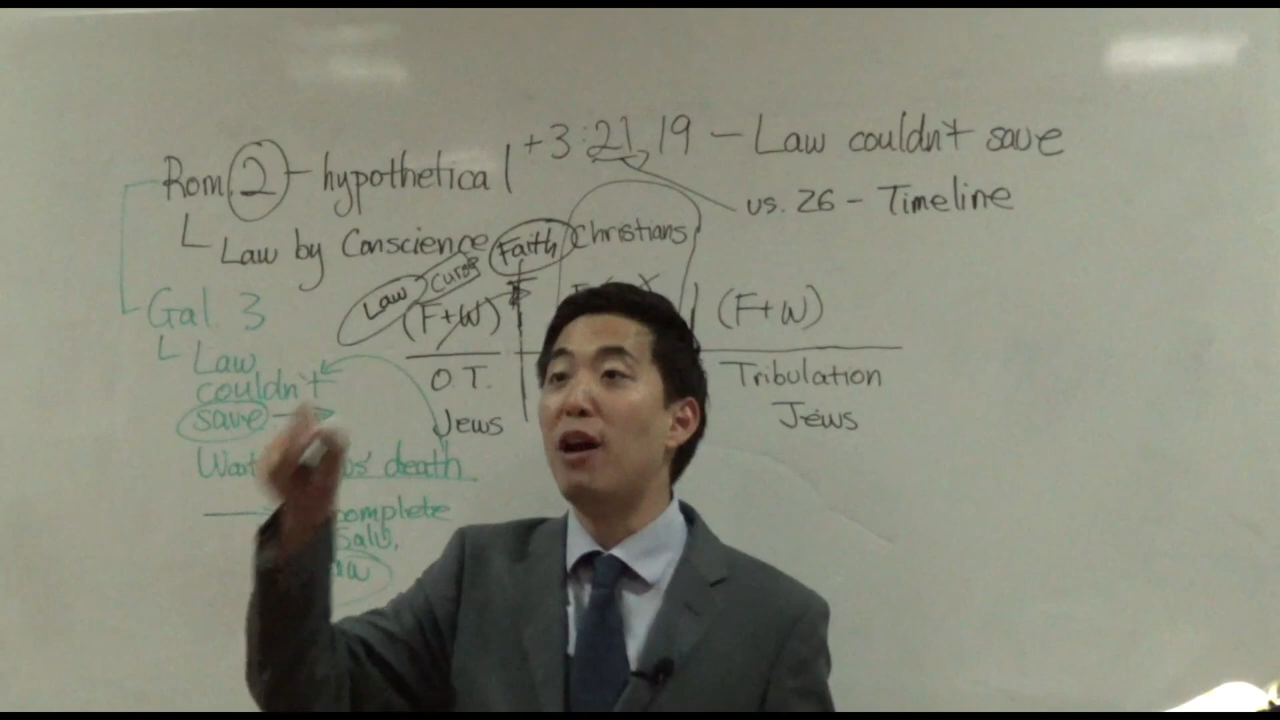 Rom. 2 - hypothetical
+3:21, 19 - Law couldn't save
vs. 26 - Timeline
Law by Conscience
Faith
Christians
Law
Curse
(F+W)
(F+W)
O.T.
Jews
Tribulation
Jews
Gal. 3
Law
couldn't
save
death
complete
Salv.